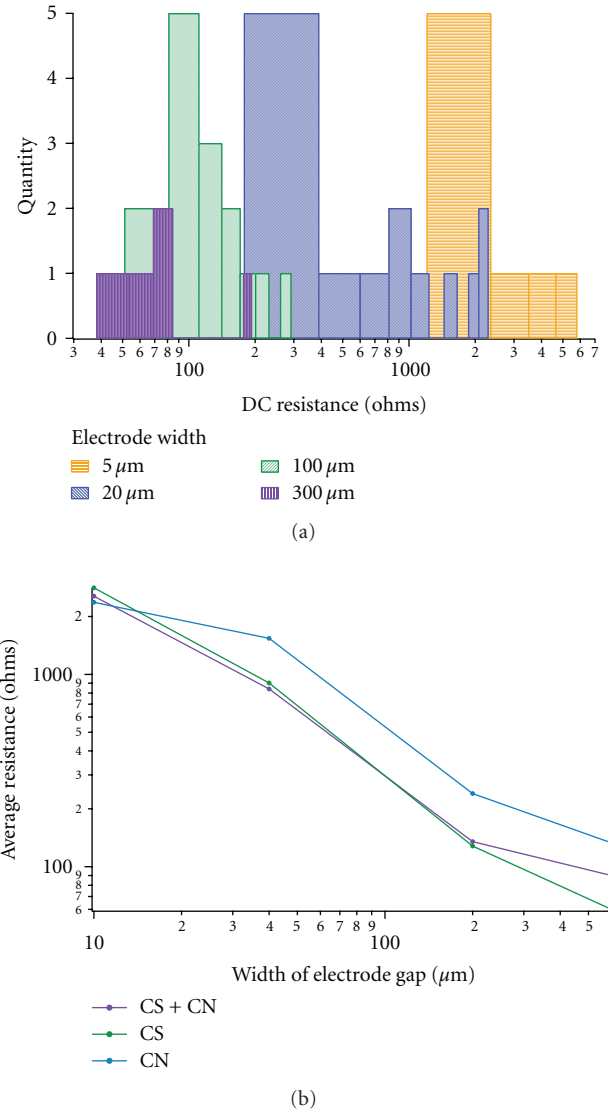 5
4
3
2
1
0
Quantity
3 4 5 6 7 8 9 100 2 3 4 5 6 7 8 9 1000 2 3 4 5 6 7
DC resistance (ohms)
Electrode width
5 μm 100 μm
20 μm 300 μm
(a)
2
1000
9
8
7
6
5
4
3
2
100
9
8
7
6
Average resistance (ohms)
10 2 3 4 5 6 7 8 9 100 2 3 4 5
Width of electrode gap (μm)
CS + CN
CS
CN
(b)